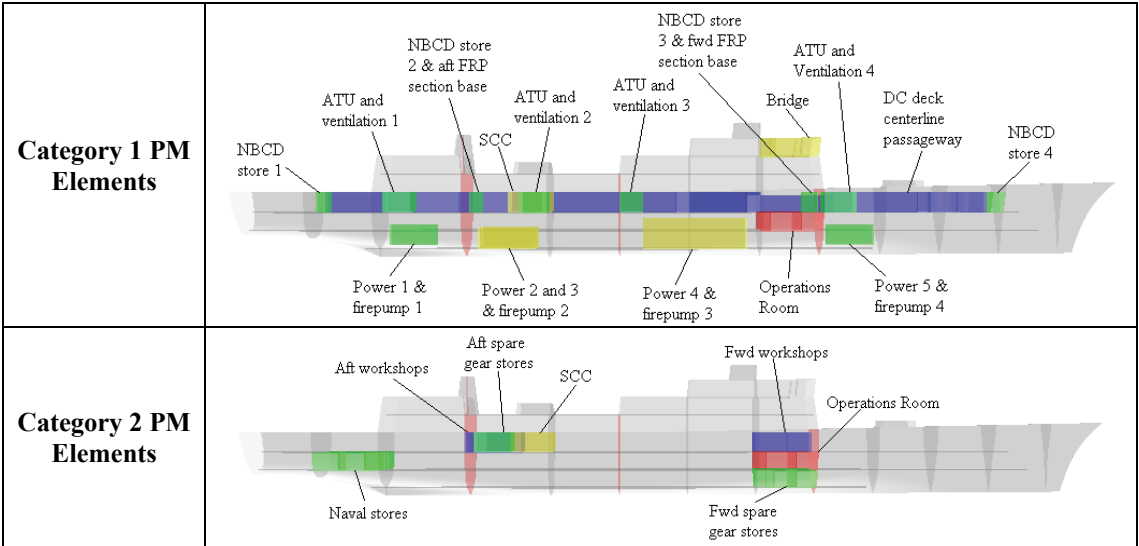 Category 1 PM
Elements
NBCD
store 1
ATU and
ventilation 1
NBCD store
2 & aft FRP
section base
SCC
ATU and
ventilation 2
ATU and
ventilation 3
NBCD store
3 & fwd FRP
section base
Bridge
ATU and
Ventilation 4
DC deck
centerline
passageway
NBCD
store 4
Power 1 &
firepump 1
Power 2 and 3
& firepump 2
Power 4 &
firepump 3
Operations
Room
Power 5 &
firepump 4
Category 2 PM
Elements
Aft workshops
Aft spare
gear stores
SCC
Fwd workshops
Operations Room
Naval stores
Fwd spare
gear stores